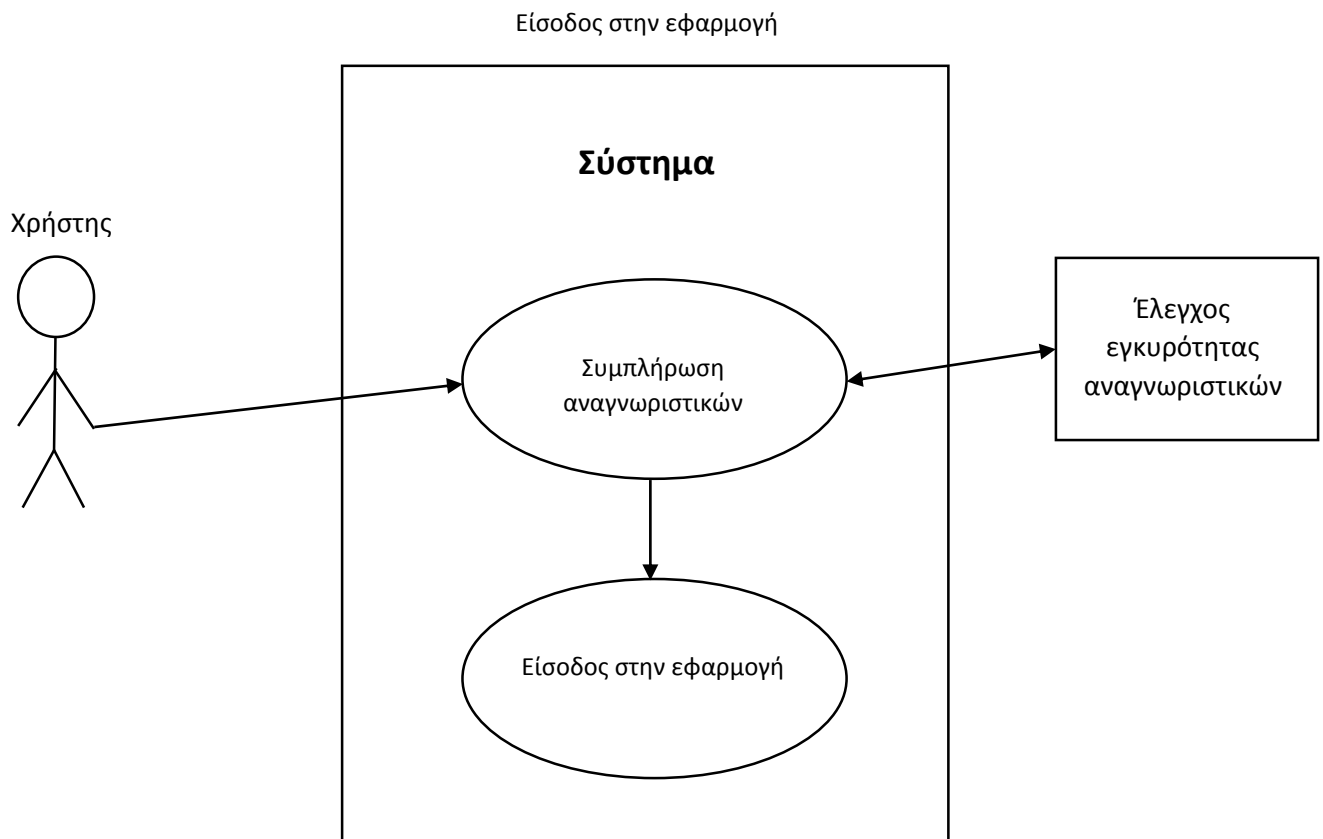 Είσοδος στην εφαρμογή
Σύστημα
Χρήστης
Έλεγχος
εγκυρότητας
αναγνωριστικών
Συμπλήρωση
αναγνωριστικών
Είσοδος στην εφαρμογή